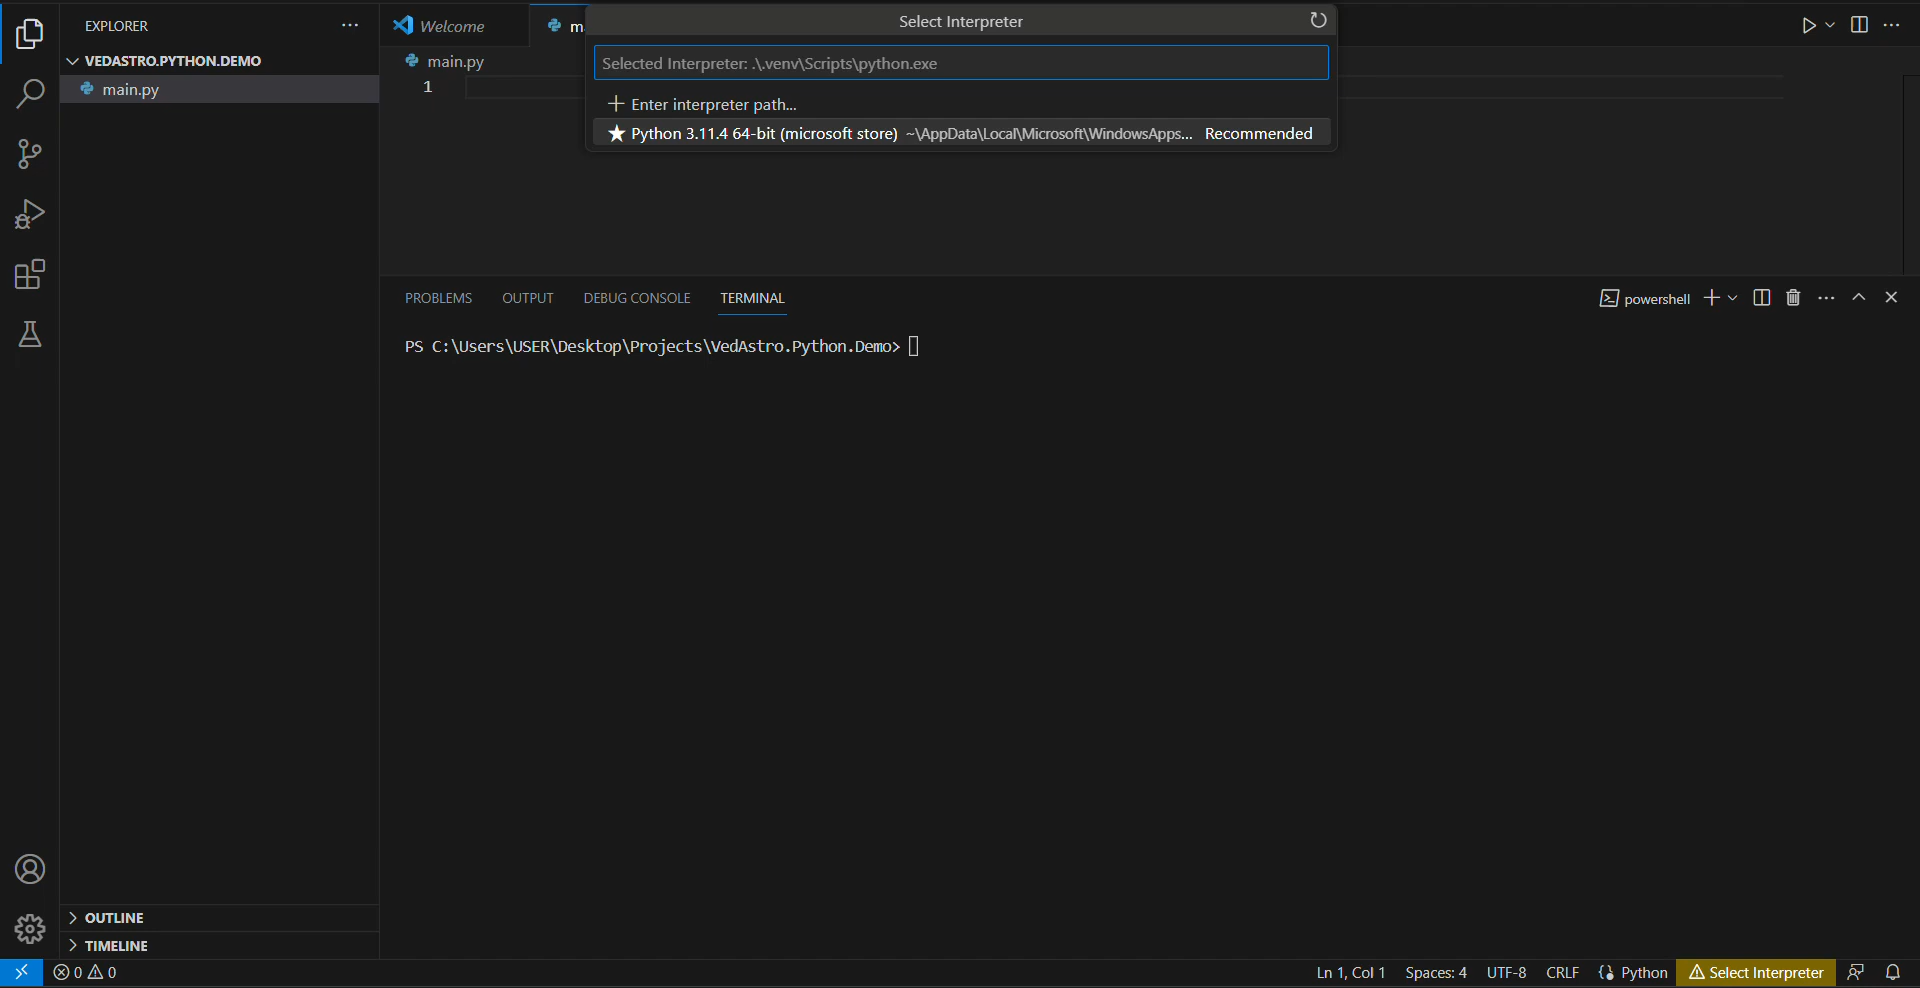 EXPLORER
VEDASTRO.PYTHON.DEMO
main.py
Welcome
m
main.py
1
Select Interpreter
Selected Interpreter: .\.venv\Scripts\python.exe
Enter interpreter path...
Python 3.11.4 64-bit (microsoft store) ~\AppData\Local\Microsoft\WindowsApps... Recommended
PROBLEMS OUTPUT DEBUG CONSOLE TERMINAL
powershell
PS C:\Users\USER\Desktop\Projects\VedAstro.Python.Demo>
OUTLINE
TIMELINE
0 0
Ln 1, Col 1 Spaces: 4 UTF-8 CRLF Python Select Interpreter